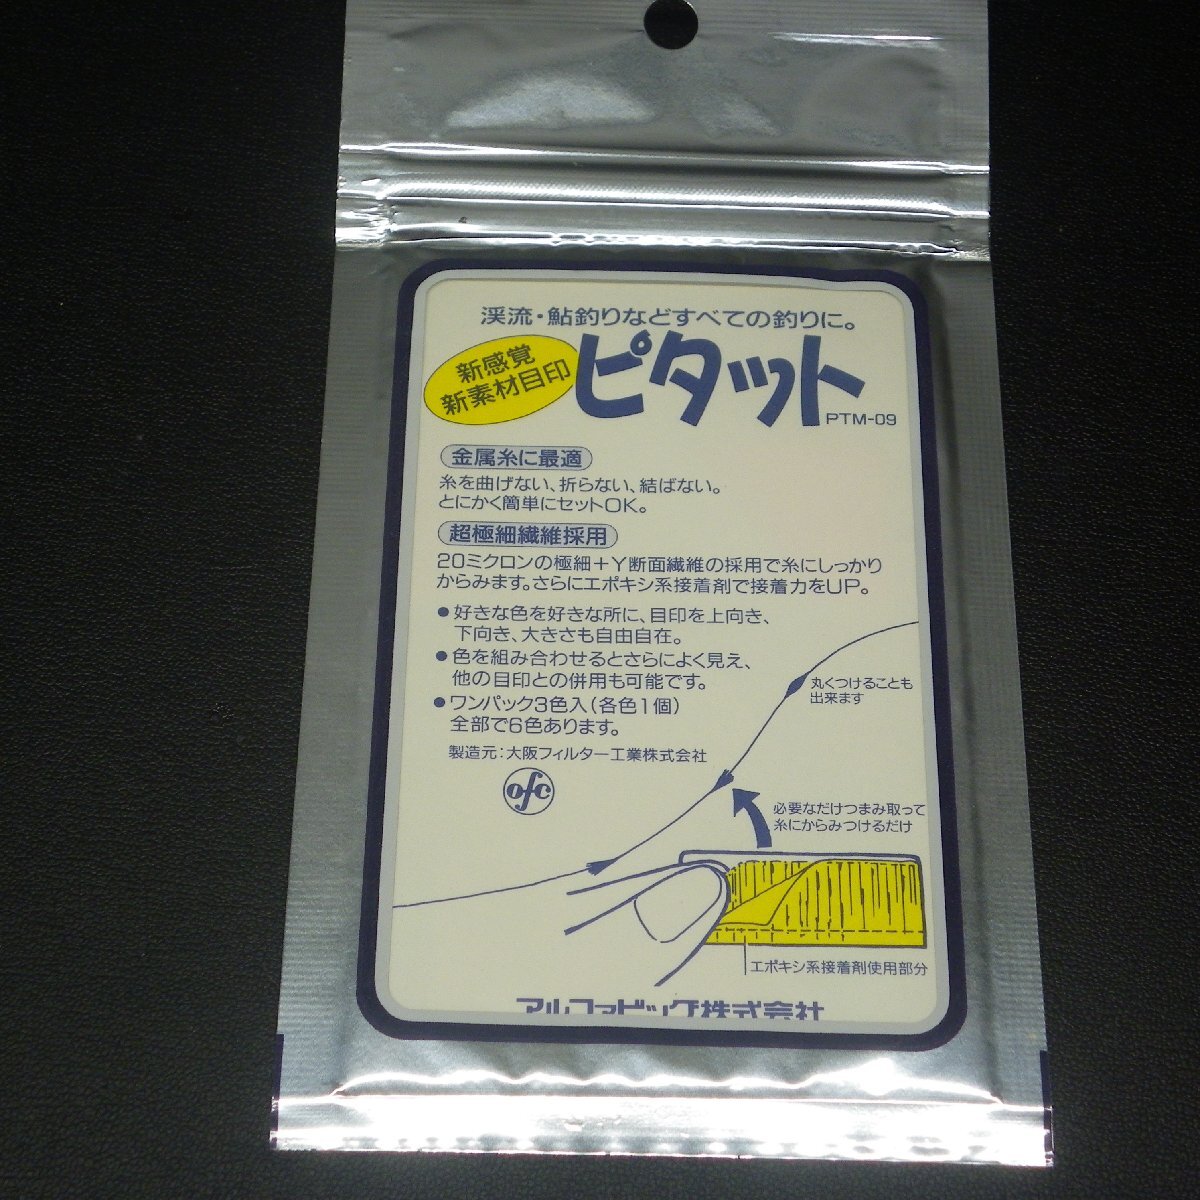 渓流・鮎釣りなどすべての釣りに。
新感覚
新素材目印
ピタット
PTM-09
金属糸に最適
糸を曲げない、折らない、結ばない。
とにかく簡単にセットOK。
超極細繊維採用
20ミクロンの極細＋Y断面繊維の採用で糸にしっかり
からみます。さらにエポキシ系接着剤で接着力をUP。
●好きな色を好きな所に、目印を上向き、
下向き、大きさも自由自在。
●色を組み合わせるとさらによく見え、
他の目印との併用も可能です。
●ワンパック3色入（各色1個）
全部で6色あります。
製造元：大阪フィルター工業株式会社
ofc
丸くつけることも
出来ます
必要なだけつまみ取って
糸にからみつけるだけ
エポキシ系接着剤使用部分
アルファビッグ株式会社